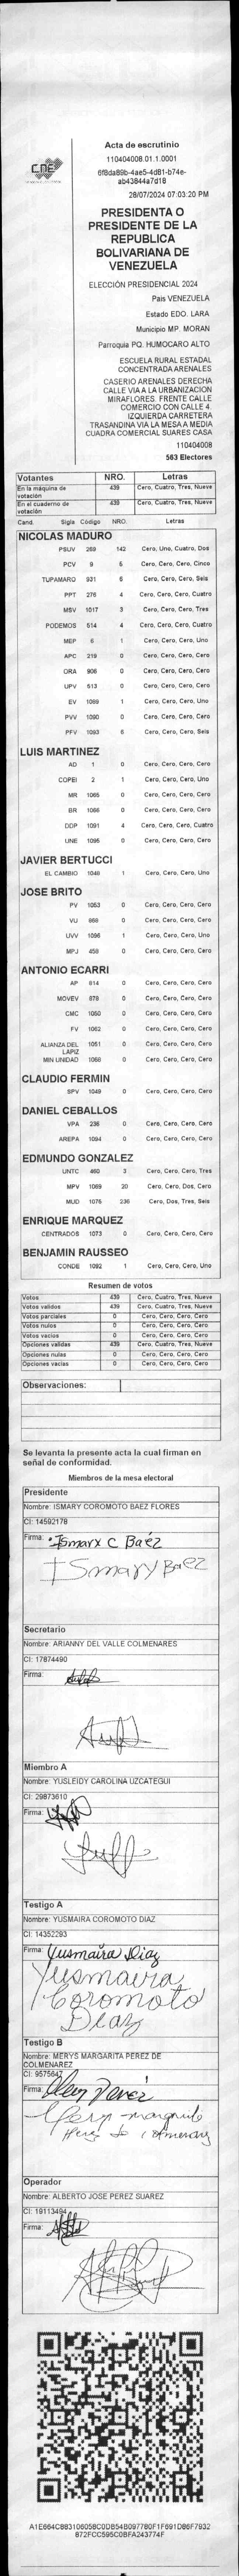 CNE
Acta de escrutinio
110404008.01.1.0001
6f8da89b-4ae5-4d81-b74e-
ab43844a7d18
28/07/2024 07:03:20 PM
PRESIDENTA O
PRESIDENTE DE LA
REPUBLICA
BOLIVARIANA DE
VENEZUELA
ELECCIÓN PRESIDENCIAL 2024
Pais VENEZUELA
Estado EDO. LARA
Municipio MP. MORAN
Parroquia PQ. HUMOCARO ALTO
ESCUELA RURAL ESTADAL
CONCENTRADA ARENALES
CASERIO ARENALES DERECHA
CALLE VIA A LA URBANIZACION
MIRAFLORES. FRENTE CALLE
COMERCIO CON CALLE 4.
IZQUIERDA CARRETERA
TRASANDINA VIA LA MESA A MEDIA
CUADRA COMERCIAL SUARES CASA
110404008
583 Electores
Votantes NRO. Letras
En la máquina de votación 439 Cero, Cuatro, Tres, Nueve
En el cuaderno de votación 439 Cero, Cuatro, Tres, Nueve
Cand. Sigla Código NRO. Letras
NICOLAS MADURO
PSUV 269 142 Cero, Uno, Cuatro, Dos
PCV 9 5 Cero, Cero, Cero, Cinco
TUPAMARO 931 6 Cero, Cero, Cero, Seis
PPT 276 4 Cero, Cero, Cero, Cuatro
MSV 1017 3 Cero, Cero, Cero, Tres
PODEMOS 514 4 Cero, Cero, Cero, Cuatro
MEP 6 1 Cero, Cero, Cero, Uno
APC 219 0 Cero, Cero, Cero, Cero
ORA 906 0 Cero, Cero, Cero, Cero
UPV 613 0 Cero, Cero, Cero, Cero
EV 1089 1 Cero, Cero, Cero, Uno
PVV 1090 0 Cero, Cero, Cero, Cero
PFV 1093 6 Cero, Cero, Cero, Seis
LUIS MARTINEZ
AD 1 0 Cero, Cero, Cero, Cero
COPEI 2 1 Cero, Cero, Cero, Uno
MR 1065 0 Cero, Cero, Cero, Cero
BR 1066 0 Cero, Cero, Cero, Cero
DDP 1091 4 Cero, Cero, Cero, Cuatro
UNE 1095 0 Cero, Cero, Cero, Cero
JAVIER BERTUCCI
EL CAMBIO 1048 1 Cero, Cero, Cero, Uno
JOSE BRITO
PV 1053 0 Cero, Cero, Cero, Cero
VU 868 0 Cero, Cero, Cero, Cero
UVV 1096 1 Cero, Cero, Cero, Uno
MPJ 458 0 Cero, Cero, Cero, Cero
ANTONIO ECARRI
AP 814 0 Cero, Cero, Cero, Cero
MOVEV 878 0 Cero, Cero, Cero, Cero
CMC 1050 0 Cero, Cero, Cero, Cero
FV 1062 0 Cero, Cero, Cero, Cero
ALIANZA DEL LAPIZ 1051 0 Cero, Cero, Cero, Cero
MIN UNIDAD 1068 0 Cero, Cero, Cero, Cero
CLAUDIO FERMIN
SPV 1049 0 Cero, Cero, Cero, Cero
DANIEL CEBALLOS
VPA 236 0 Cero, Cero, Cero, Cero
AREPA 1094 0 Cero, Cero, Cero, Cero
EDMUNDO GONZALEZ
UNTC 460 3 Cero, Cero, Cero, Tres
MPV 1069 20 Cero, Cero, Dos, Cero
MUD 1075 236 Cero, Dos, Tres, Seis
ENRIQUE MARQUEZ
CENTRADOS 1073 0 Cero, Cero, Cero, Cero
BENJAMIN RAUSSEO
CONDE 1092 1 Cero, Cero, Cero, Uno
Resumen de votos
Votos 439 Cero, Cuatro, Tres, Nueve
Votos validos 439 Cero, Cuatro, Tres, Nueve
Votos parciales 0 Cero, Cero, Cero, Cero
Votos nulos 0 Cero, Cero, Cero, Cero
Votos vacios 0 Cero, Cero, Cero, Cero
Opciones validas 439 Cero, Cuatro, Tres, Nueve
Opciones nulas 0 Cero, Cero, Cero, Cero
Opciones vacias 0 Cero, Cero, Cero, Cero
Observaciones:
Se levanta la presente acta la cual firman en
señal de conformidad.
Miembros de la mesa electoral
Presidente
Nombre: ISMARY COROMOTO BAEZ FLORES
CI: 14592178
Firma: Ismary C Baéz
Ismary Baez
Secretario
Nombre: ARIANNY DEL VALLE COLMENARES
CI: 17874490
Firma:
Miembro A
Nombre: YUSLEIDY CAROLINA UZCATEGUI
CI: 29873610
Firma:
Testigo A
Nombre: YUSMAIRA COROMOTO DIAZ
CI: 14352293
Firma: Yusmaira Diaz
Yusmaira
Coromoto
Diaz
Testigo B
Nombre: MERYS MARGARITA PEREZ DE
COLMENAREZ
CI: 9575647
Firma:
Operador
Nombre: ALBERTO JOSE PEREZ SUAREZ
CI: 19113494
Firma:
A1E664C883106058C0DB54B097780F1F691D86F7932
872FCC595C0BFA243774F